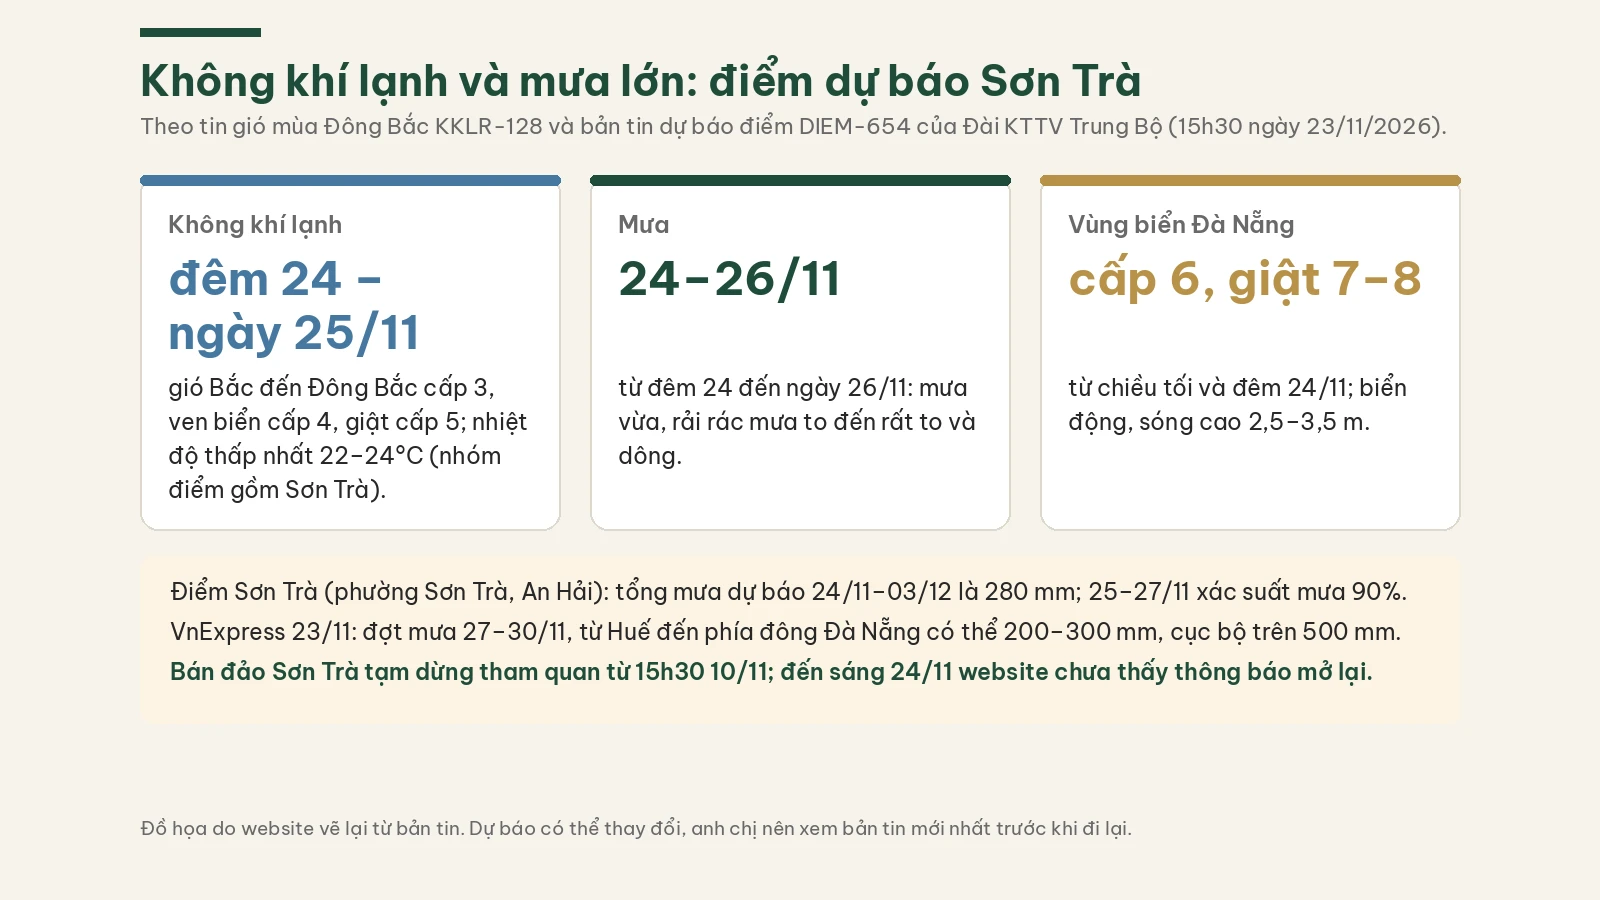 Không khí lạnh và mưa lớn: điểm dự báo Sơn Trà
Theo tin gió mùa Đông Bắc KKLR-128 và bản tin dự báo điểm DIEM-654 của Đài KTTV Trung Bộ (15h30 ngày 23/11/2026).
Không khí lạnh
đêm 24 –
ngày 25/11
gió Bắc đến Đông Bắc cấp 3,
ven biển cấp 4, giật cấp 5; nhiệt
độ thấp nhất 22–24°C (nhóm
điểm gồm Sơn Trà).
Mưa
24–26/11
từ đêm 24 đến ngày 26/11: mưa
vừa, rải rác mưa to đến rất to và
dông.
Vùng biển Đà Nẵng
cấp 6, giật 7–8
từ chiều tối và đêm 24/11; biển
động, sóng cao 2,5–3,5 m.
Điểm Sơn Trà (phường Sơn Trà, An Hải): tổng mưa dự báo 24/11–03/12 là 280 mm; 25–27/11 xác suất mưa 90%.
VnExpress 23/11: đợt mưa 27–30/11, từ Huế đến phía đông Đà Nẵng có thể 200–300 mm, cục bộ trên 500 mm.
Bán đảo Sơn Trà tạm dừng tham quan từ 15h30 10/11; đến sáng 24/11 website chưa thấy thông báo mở lại.
Đồ họa do website vẽ lại từ bản tin. Dự báo có thể thay đổi, anh chị nên xem bản tin mới nhất trước khi đi lại.